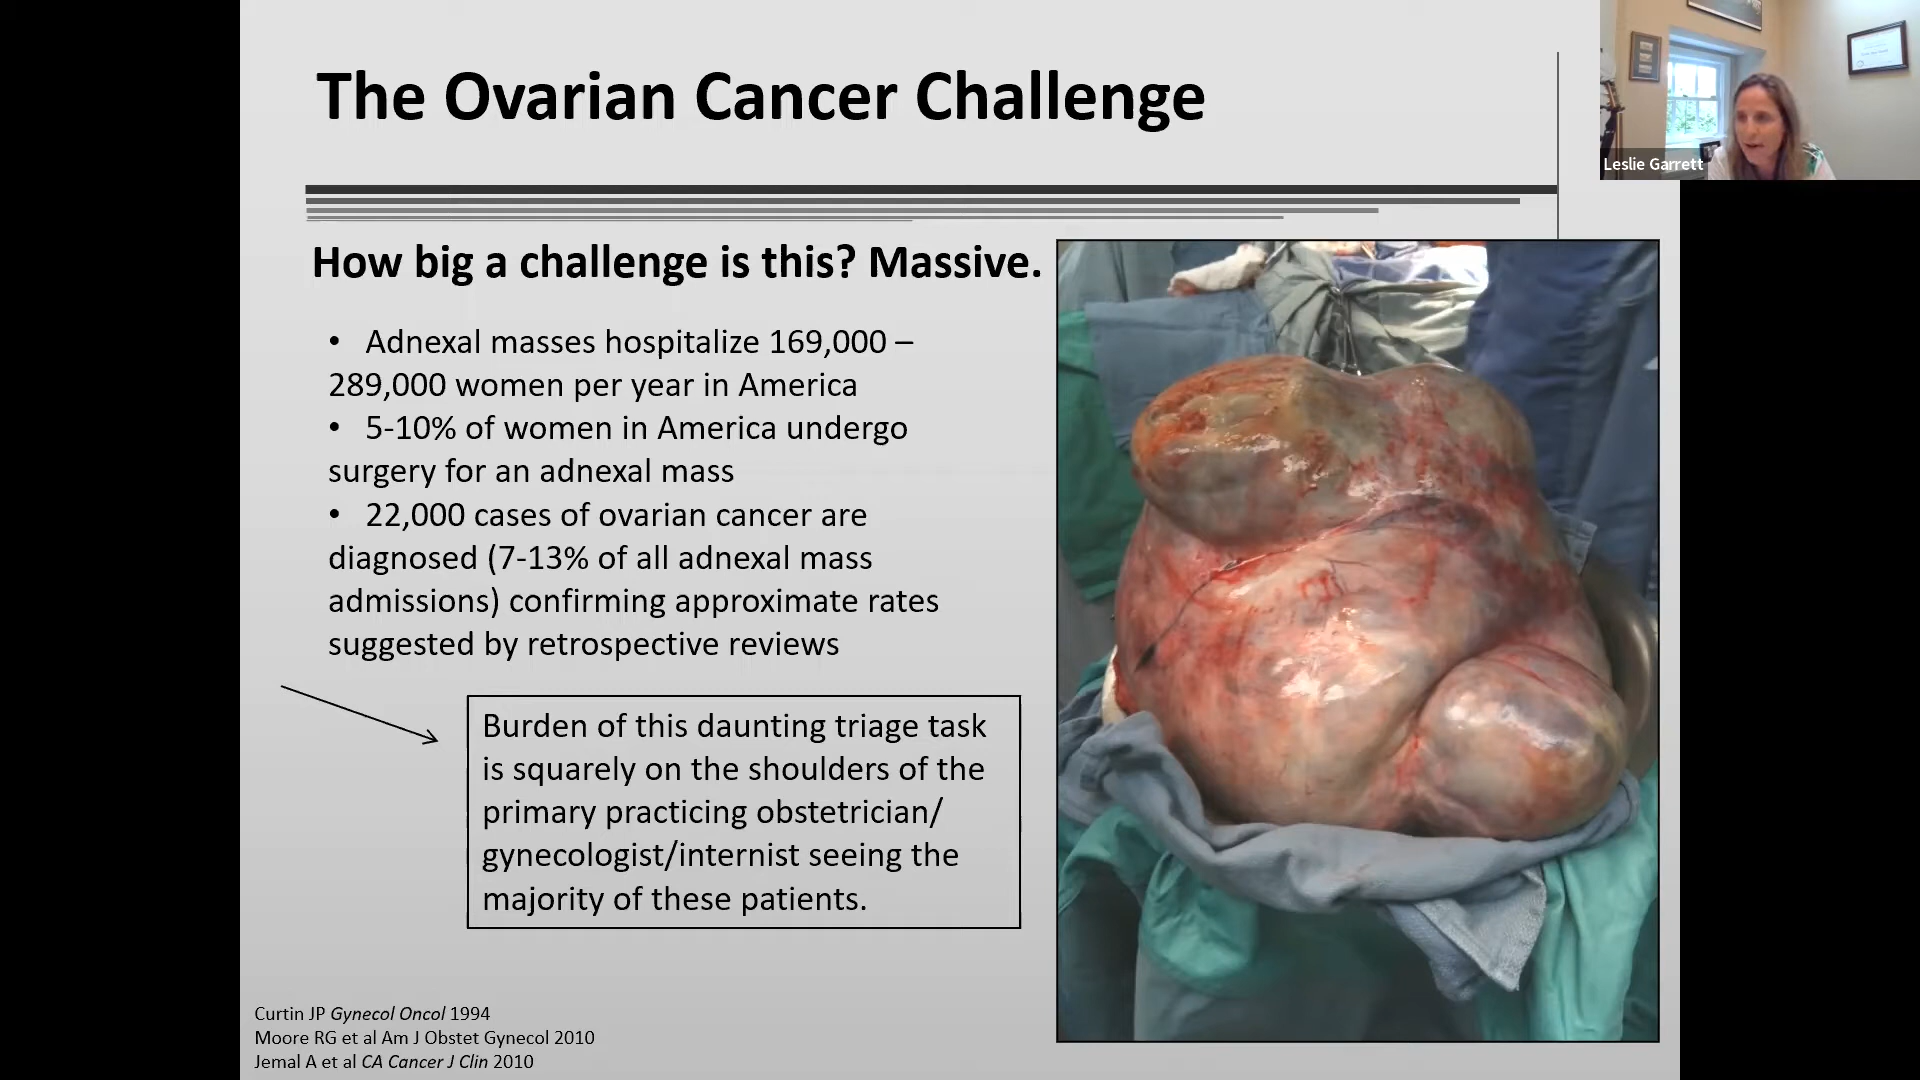 The Ovarian Cancer Challenge
Leslie Garrett
How big a challenge is this? Massive.
• Adnexal masses hospitalize 169,000 –
289,000 women per year in America
• 5-10% of women in America undergo
surgery for an adnexal mass
• 22,000 cases of ovarian cancer are
diagnosed (7-13% of all adnexal mass
admissions) confirming approximate rates
suggested by retrospective reviews
Burden of this daunting triage task
is squarely on the shoulders of the
primary practicing obstetrician/
gynecologist/internist seeing the
majority of these patients.
Curtin JP Gynecol Oncol 1994
Moore RG et al Am J Obstet Gynecol 2010
Jemal A et al CA Cancer J Clin 2010